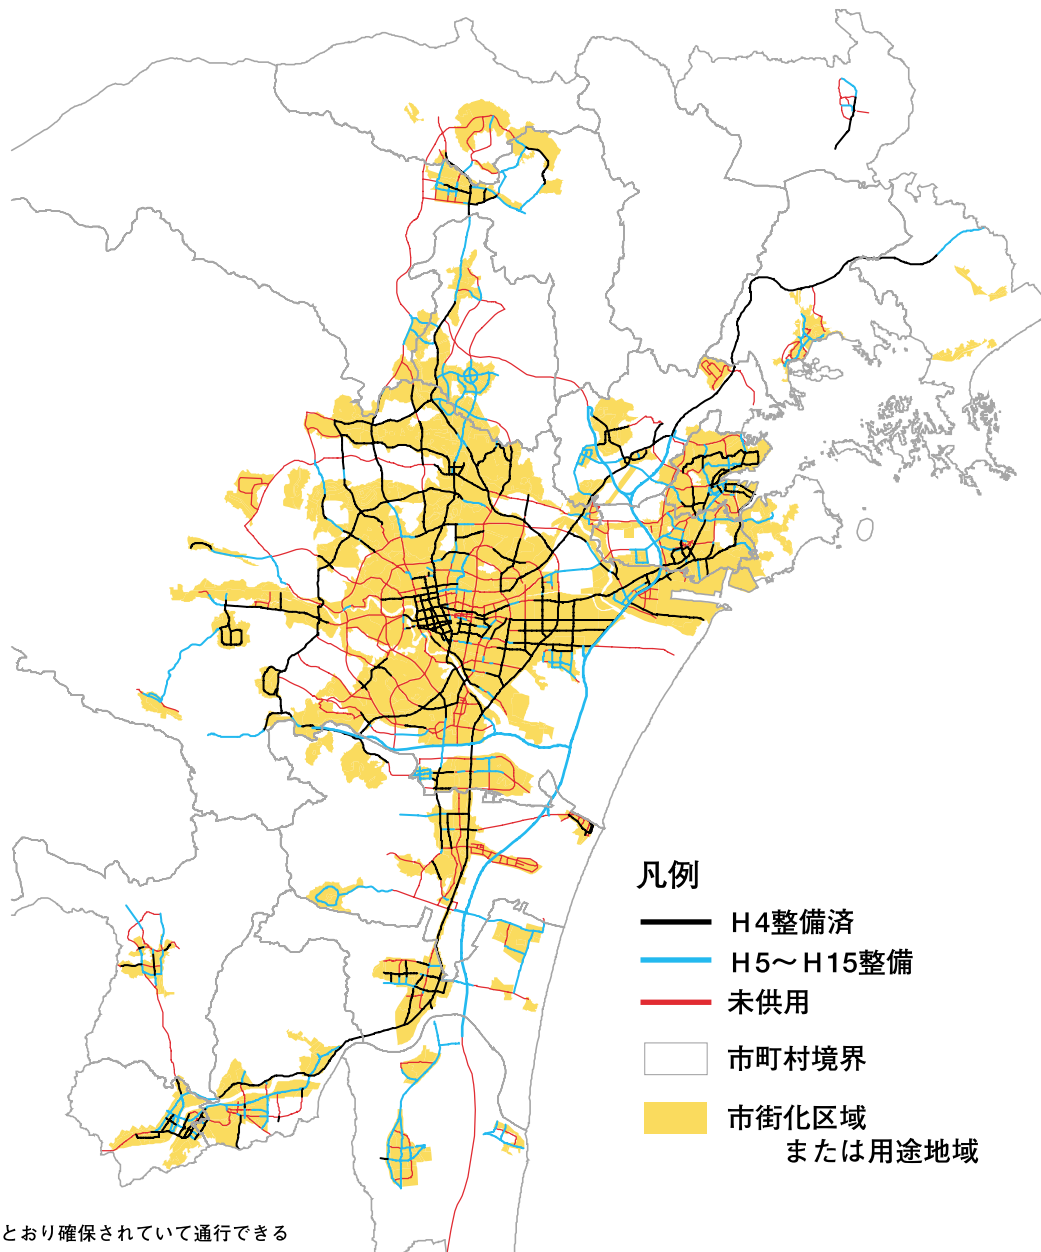 凡例
H4整備済
H5〜H15整備
未供用
市町村境界
市街化区域
または用途地域
とおり確保されていて通行できる